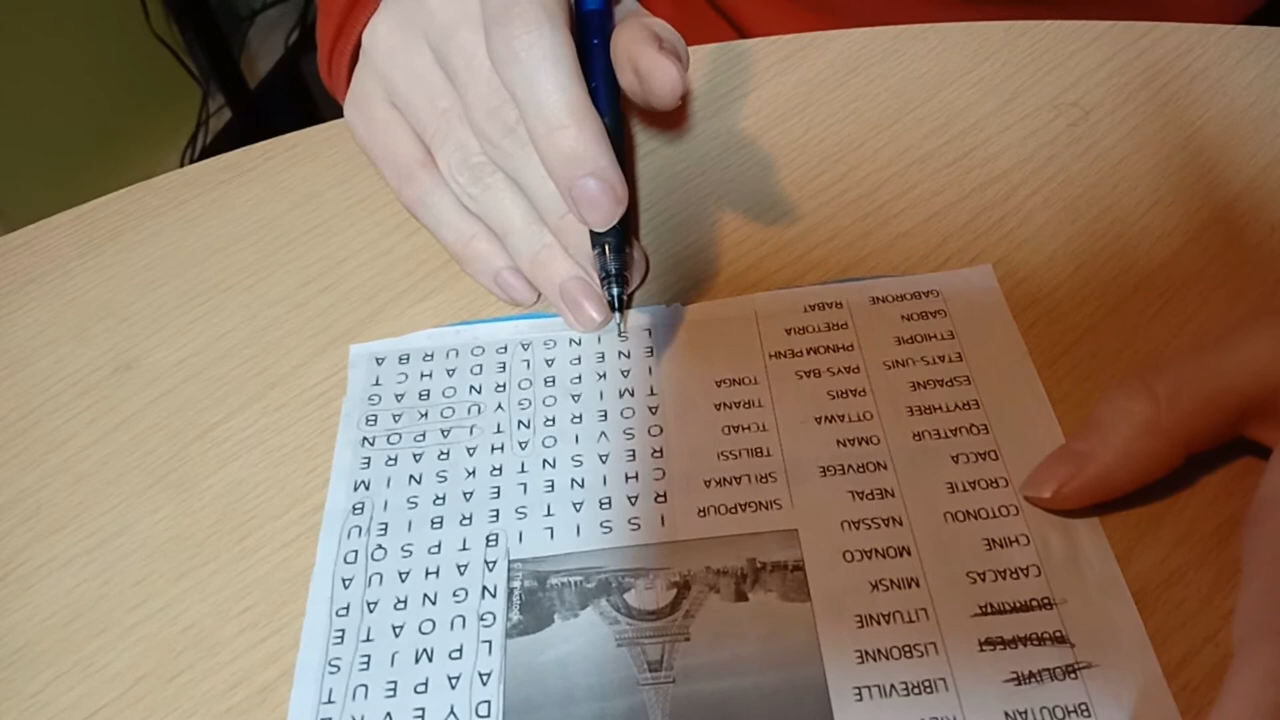 BHOUTAN
BOLIVIE
BUDAPEST
BURKINA
CARACAS
CHINE
COTONOU
CROATIE
DACCA
EQUATEUR
ERYTHREE
ESPAGNE
ETATS-UNIS
ETHIOPIE
GABON
GABORONE
LIBREVILLE
LISBONNE
LITUANIE
MINSK
MONACO
NASSAU
NEPAL
NORVEGE
OMAN
OTTAWA
PARIS
PAYS-BAS
PHNOM PENH
PRETORIA
RABAT
SINGAPOUR
SRI LANKA
TBILISSI
TCHAD
TIRANA
TONGA
L P M J E S
G U O A T E
N G N R A P
A A H A U A
I S S I L I B T P S Q D
R A B A T S E R B I E U
C H I N E L E A R S I B
R E A S N T R K S N I M
O S V I O A H A R A R E
A O E R R N T J A P O N
T M I A O G Y U O K A B
I A K P B O R N O B A G
E N E P A L E D A H C T
L S I N G A P O U R B A